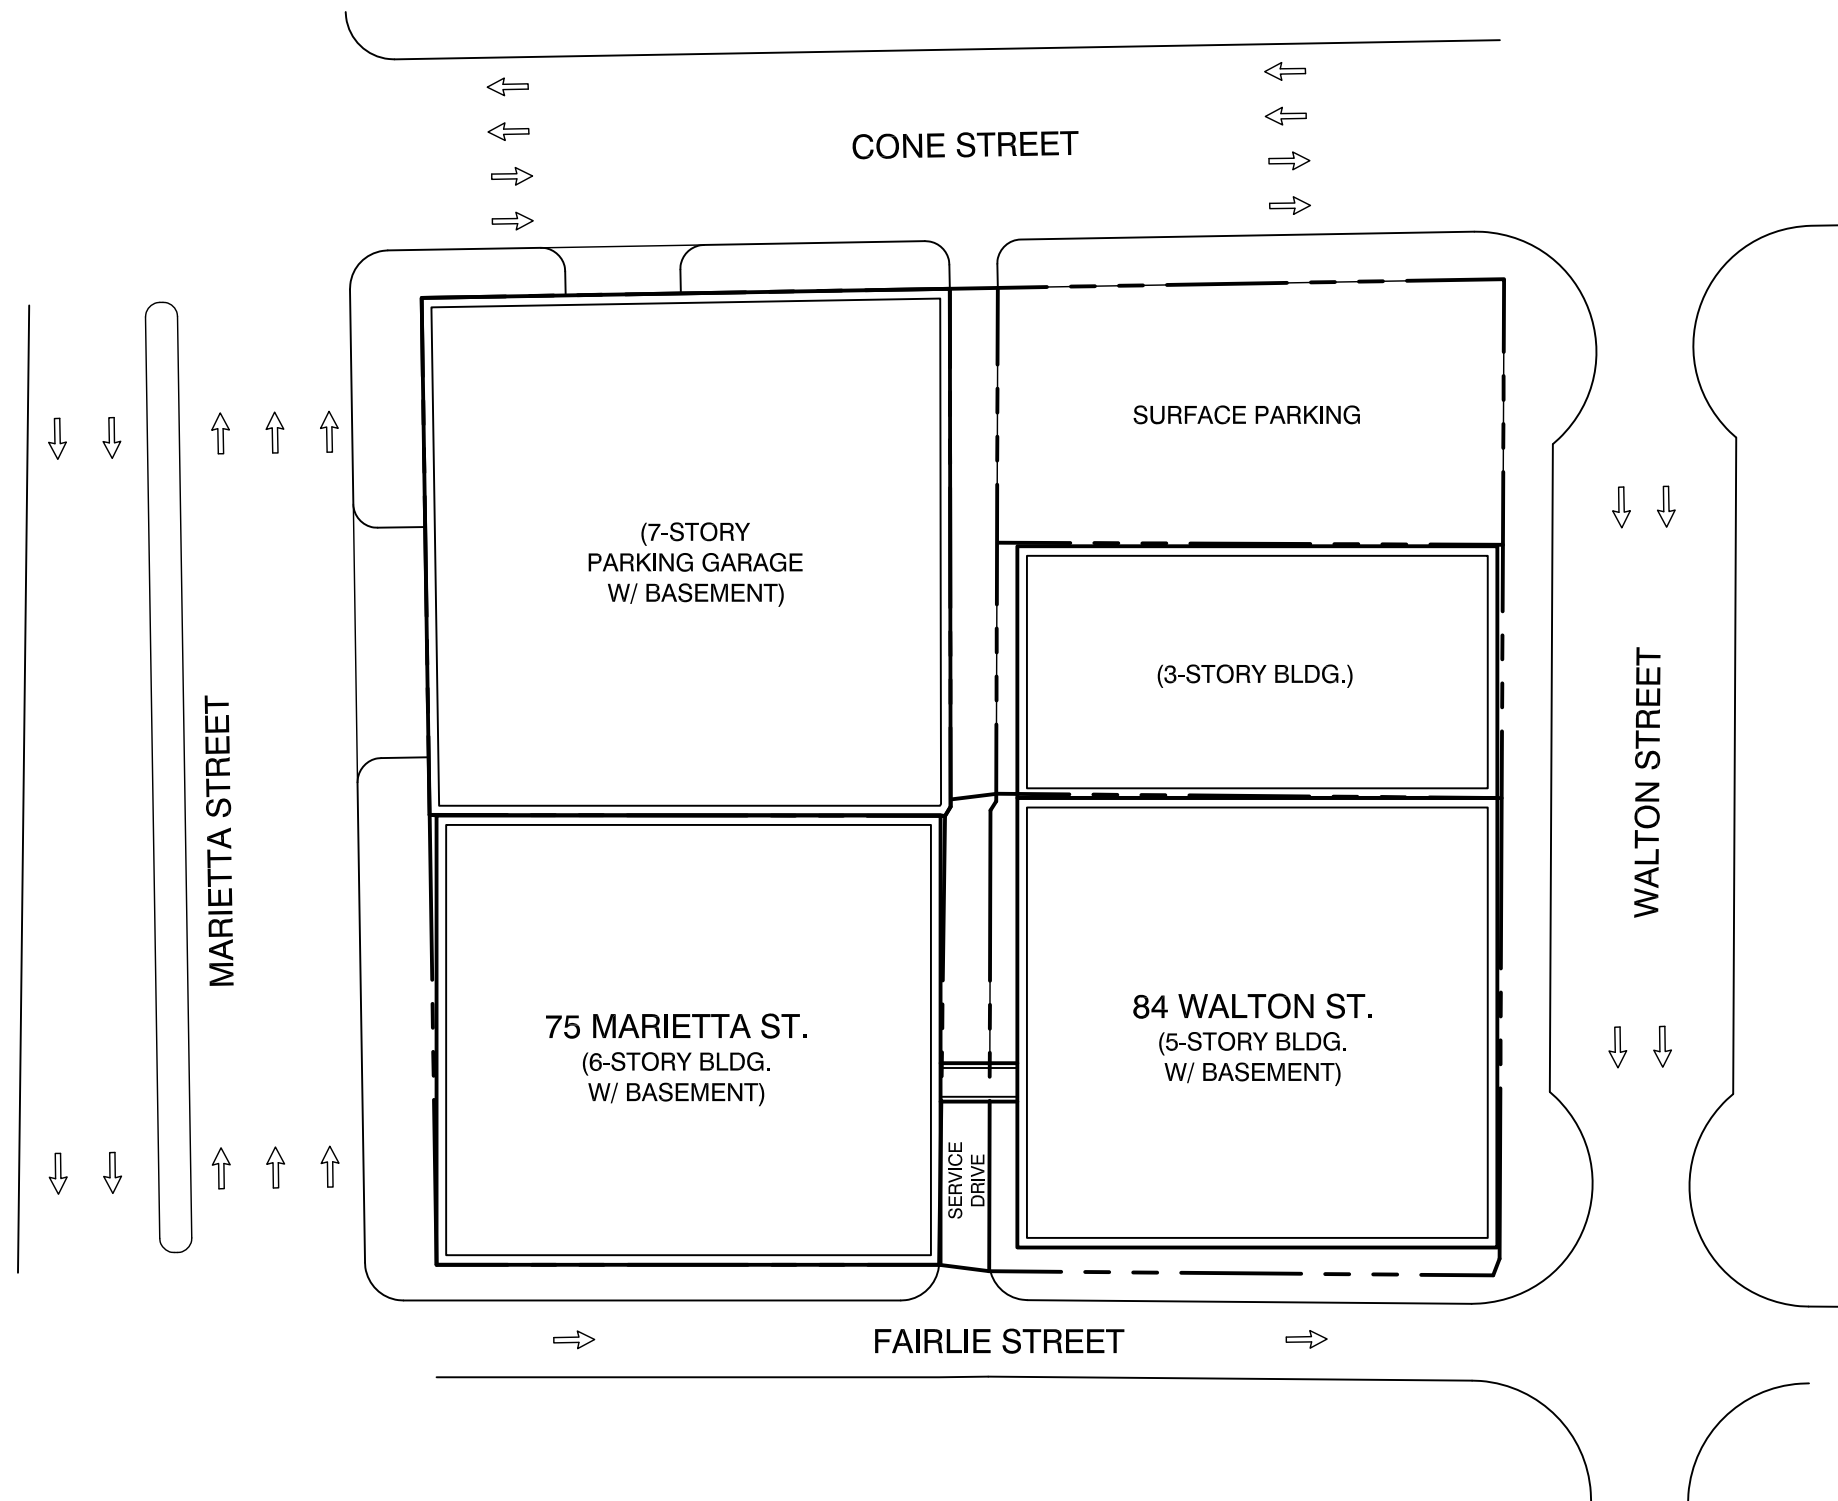 CONE STREET
SURFACE PARKING
(7-STORY
PARKING GARAGE
W/ BASEMENT)
(3-STORY BLDG.)
MARIETTA STREET
WALTON STREET
75 MARIETTA ST.
(6-STORY BLDG.
W/ BASEMENT)
84 WALTON ST.
(5-STORY BLDG.
W/ BASEMENT)
SERVICE
DRIVE
FAIRLIE STREET